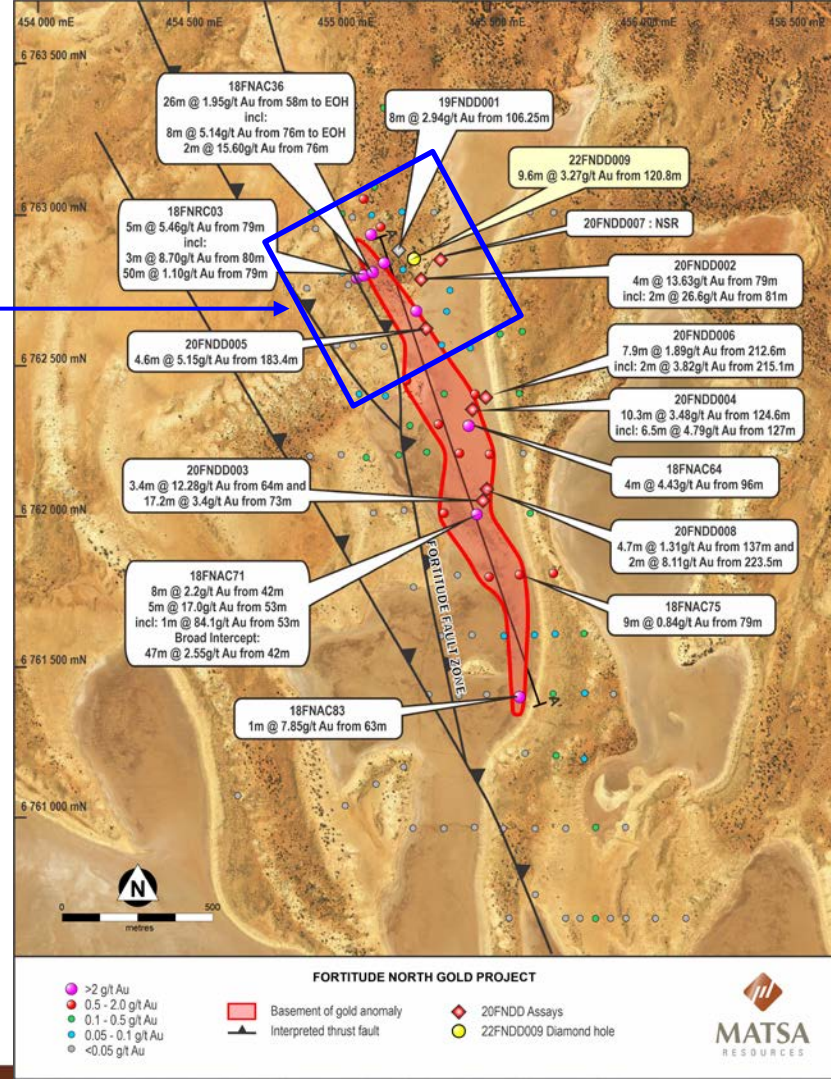 454 000 mE
454 500 mE
455 000 mE
455 500 mE
456 000 mE
456 500 mE
6 763 500 mN
6 763 000 mN
6 762 500 mN
6 762 000 mN
6 761 500 mN
6 761 000 mN
18FNAC36
26m @ 1.95g/t Au from 58m to EOH
incl:
8m @ 5.14g/t Au from 76m to EOH
2m @ 15.60g/t Au from 76m
19FNDD001
8m @ 2.94g/t Au from 106.25m
22FNDD009
9.6m @ 3.27g/t Au from 120.8m
18FNRC03
5m @ 5.46g/t Au from 79m
incl:
3m @ 8.70g/t Au from 80m
50m @ 1.10g/t Au from 79m
20FNDD007 : NSR
20FNDD002
4m @ 13.63g/t Au from 79m
incl: 2m @ 26.6g/t Au from 81m
20FNDD005
4.6m @ 5.15g/t Au from 183.4m
20FNDD006
7.9m @ 1.89g/t Au from 212.6m
incl: 2m @ 3.82g/t Au from 215.1m
20FNDD004
10.3m @ 3.48g/t Au from 124.6m
incl: 6.5m @ 4.79g/t Au from 127m
20FNDD003
3.4m @ 12.28g/t Au from 64m and
17.2m @ 3.4g/t Au from 73m
18FNAC64
4m @ 4.43g/t Au from 96m
20FNDD008
4.7m @ 1.31g/t Au from 137m and
2m @ 8.11g/t Au from 223.5m
18FNAC71
8m @ 2.2g/t Au from 42m
5m @ 17.0g/t Au from 53m
incl: 1m @ 84.1g/t Au from 53m
Broad Intercept:
47m @ 2.55g/t Au from 42m
18FNAC75
9m @ 0.84g/t Au from 79m
FORTITUDE FAULT ZONE
18FNAC83
1m @ 7.85g/t Au from 63m
A
A'
N
0
500
metres
FORTITUDE NORTH GOLD PROJECT
>2 g/t Au
0.5 - 2.0 g/t Au
0.1 - 0.5 g/t Au
0.05 - 0.1 g/t Au
<0.05 g/t Au
Basement of gold anomaly
Interpreted thrust fault
20FNDD Assays
22FNDD009 Diamond hole
MATSA
RESOURCES